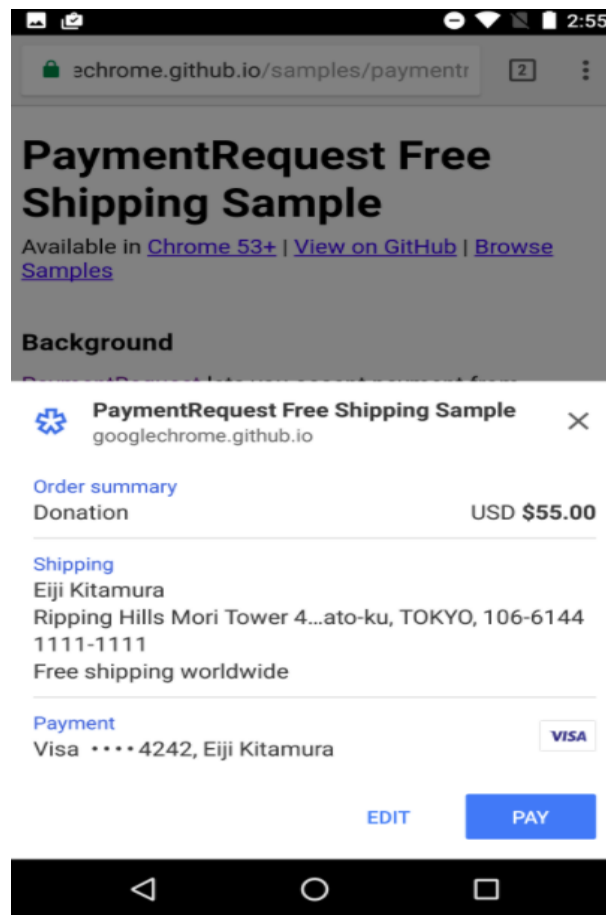 2:55
echrome.github.io/samples/paymentr
2
PaymentRequest Free
Shipping Sample
Available in Chrome 53+ | View on GitHub | Browse
Samples
Background
PaymentRequest Free Shipping Sample
googlechrome.github.io
Order summary
Donation USD $55.00
Shipping
Eiji Kitamura
Ripping Hills Mori Tower 4...ato-ku, TOKYO, 106-6144
1111-1111
Free shipping worldwide
Payment
Visa ････4242, Eiji Kitamura
VISA
EDIT PAY